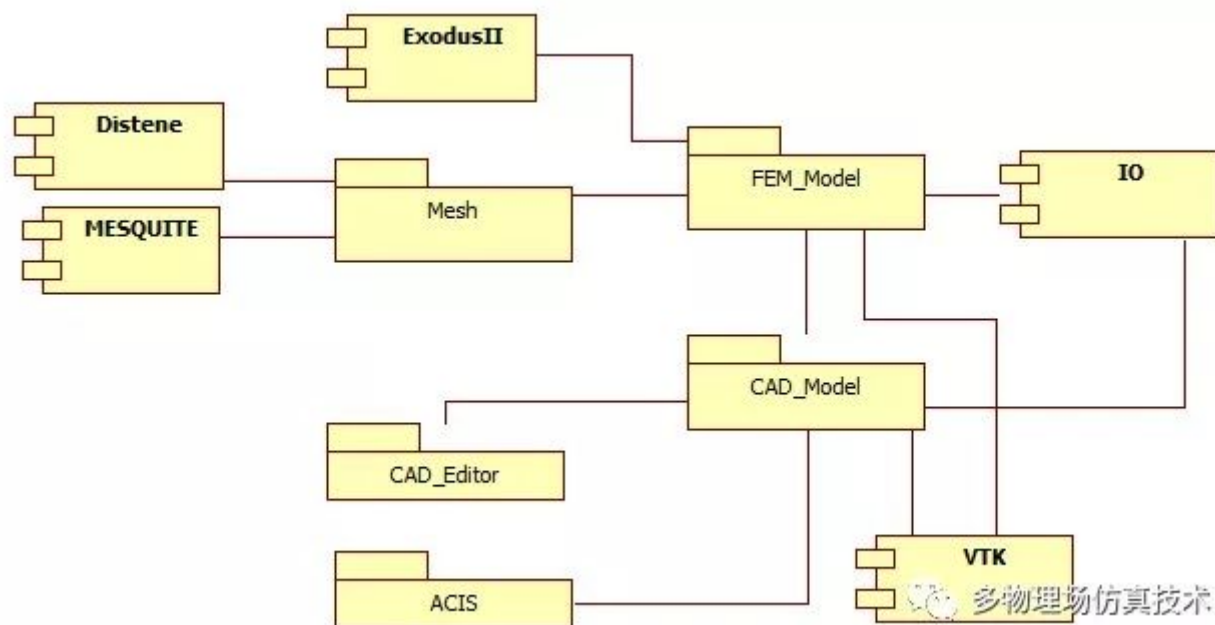 ExodusII
Distene
FEM_Model
IO
Mesh
MESQUITE
CAD_Model
CAD_Editor
VTK
ACIS
多物理场仿真技术